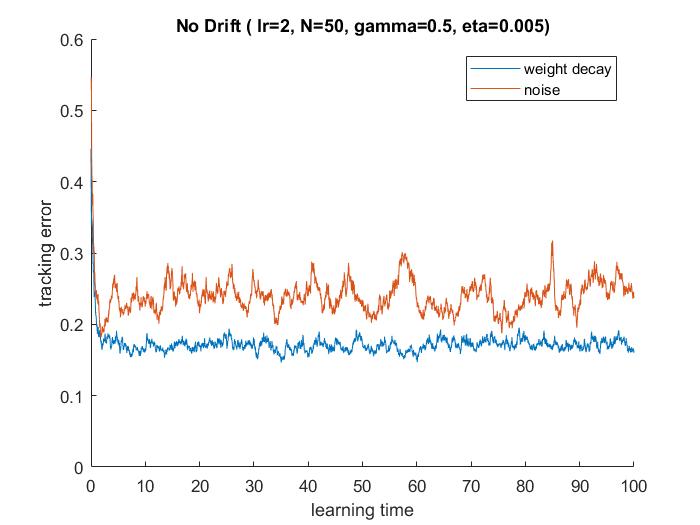 No Drift ( lr=2, N=50, gamma=0.5, eta=0.005)
weight decay
noise
tracking error
0.6
0.5
0.4
0.3
0.2
0.1
0
0 10 20 30 40 50 60 70 80 90 100
learning time